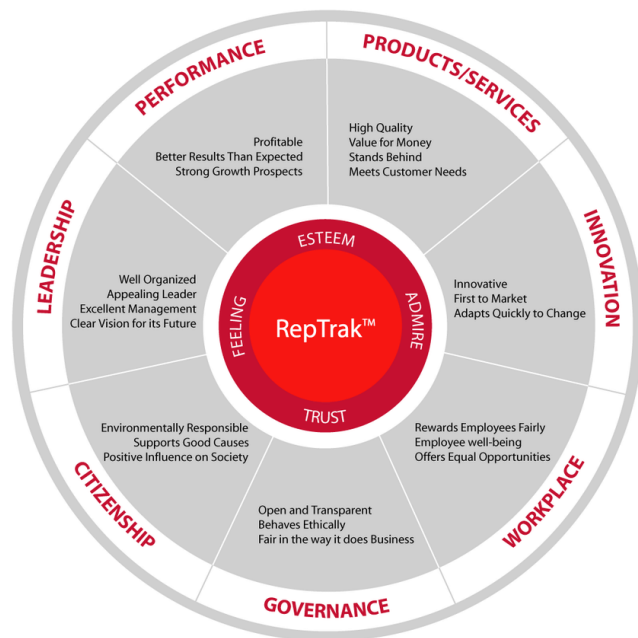 PERFORMANCE
Profitable
Better Results Than Expected
Strong Growth Prospects
PRODUCTS/SERVICES
High Quality
Value for Money
Stands Behind
Meets Customer Needs
INNOVATION
Innovative
First to Market
Adapts Quickly to Change
WORKPLACE
Rewards Employees Fairly
Employee well-being
Offers Equal Opportunities
GOVERNANCE
Open and Transparent
Behaves Ethically
Fair in the way it does Business
CITIZENSHIP
Environmentally Responsible
Supports Good Causes
Positive Influence on Society
LEADERSHIP
Well Organized
Appealing Leader
Excellent Management
Clear Vision for its Future
ESTEEM
ADMIRE
TRUST
FEELING
RepTrak™